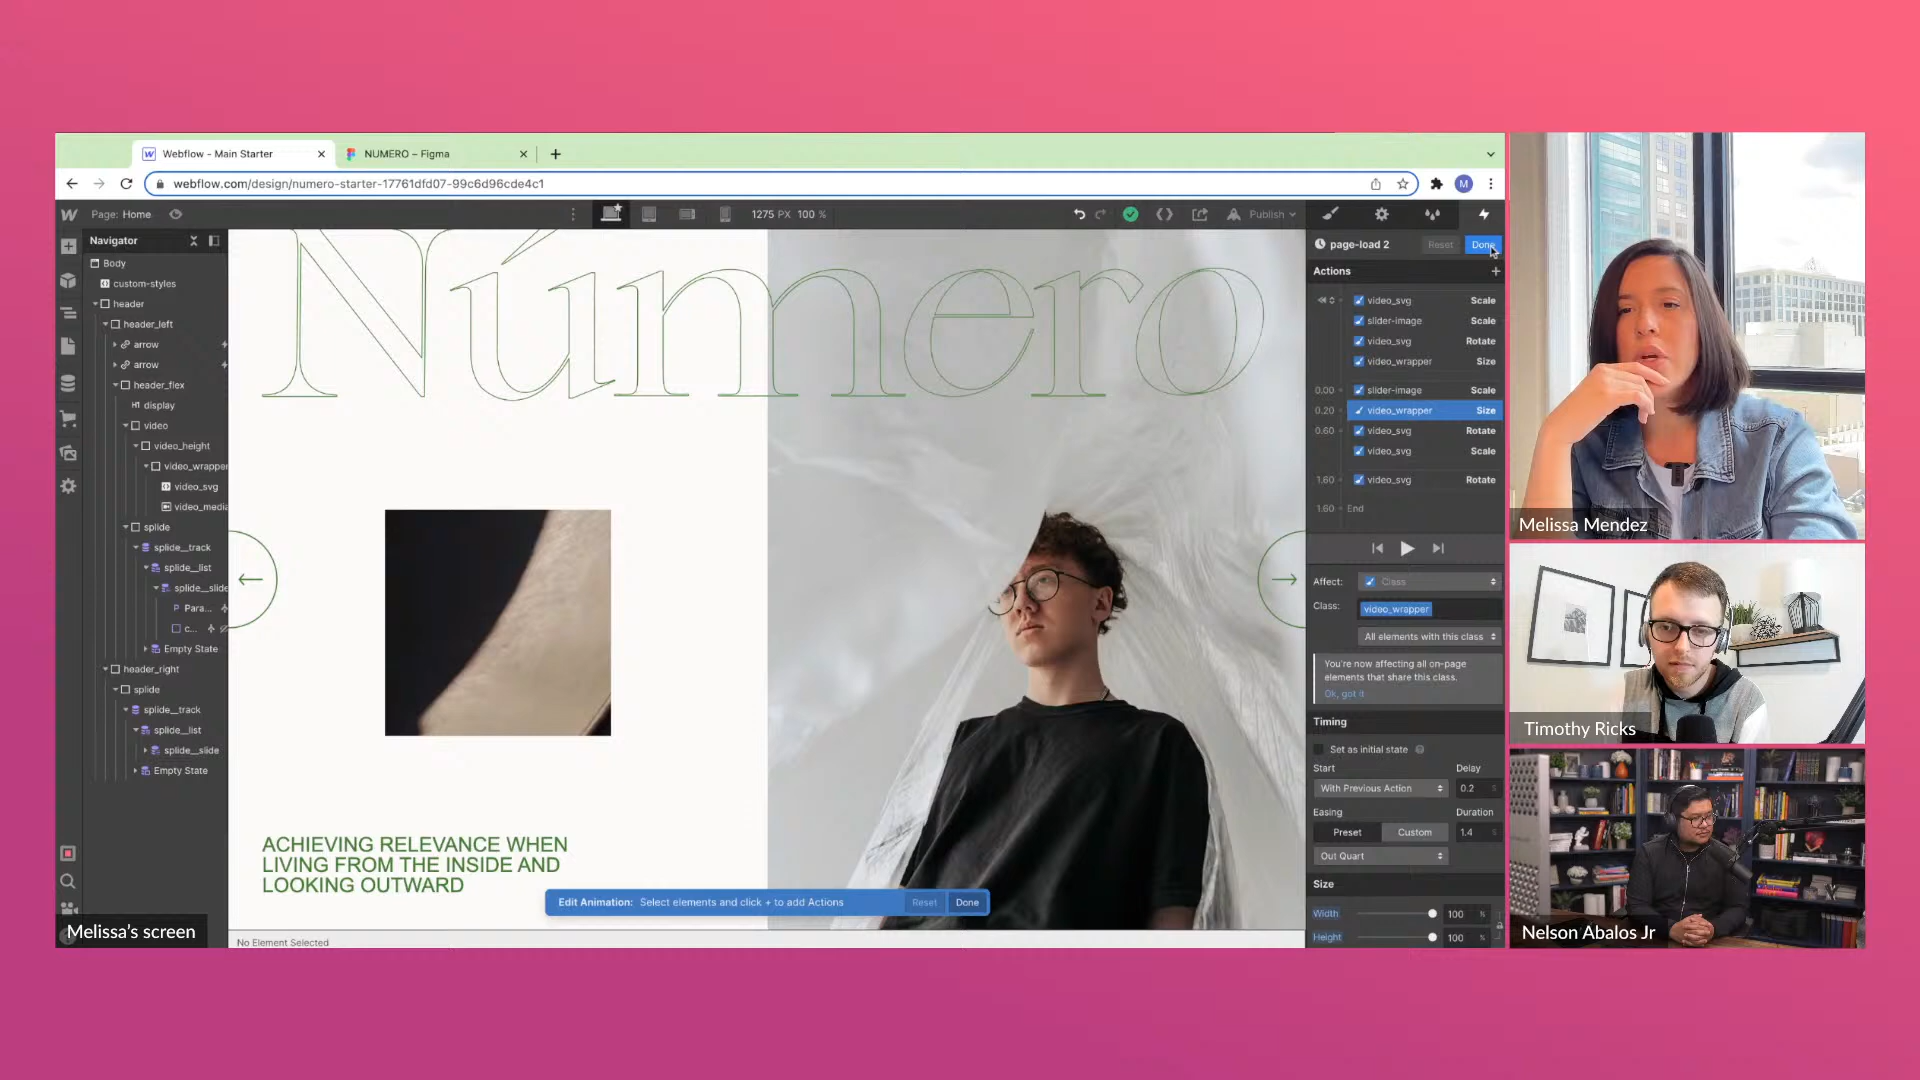 Webflow - Main Starter
NUMERO – Figma
webflow.com/design/numero-starter-17761dfd07-99c6d96cde4c1
M
Page: Home
1275 PX 100 %
Publish
Navigator
Body
custom-styles
header
header_left
arrow
arrow
header_flex
H1 display
video
video_height
video_wrapper
video_svg
video_media
splide
splide__track
splide__list
splide__slide
P Para...
c...
Empty State
header_right
splide
splide__track
splide__list
splide__slide
Empty State
Número
ACHIEVING RELEVANCE WHEN
LIVING FROM THE INSIDE AND
LOOKING OUTWARD
Edit Animation: Select elements and click + to add Actions Reset Done
No Element Selected
page-load 2 Reset Done
Actions
video_svg Scale
slider-image Scale
video_svg Rotate
video_wrapper Size
0.00 slider-image Scale
0.20 video_wrapper Size
0.60 video_svg Rotate
video_svg Scale
1.60 video_svg Rotate
1.60 End
Affect: Class
Class: video_wrapper
All elements with this class
You're now affecting all on-page
elements that share this class.
Ok, got it
Timing
Set as initial state
Start Delay
With Previous Action 0.2 S
Easing Duration
Preset Custom 1.4 S
Out Quart
Size
Width 100 %
Height 100 %
Melissa's screen
Melissa Mendez
Timothy Ricks
Nelson Abalos Jr